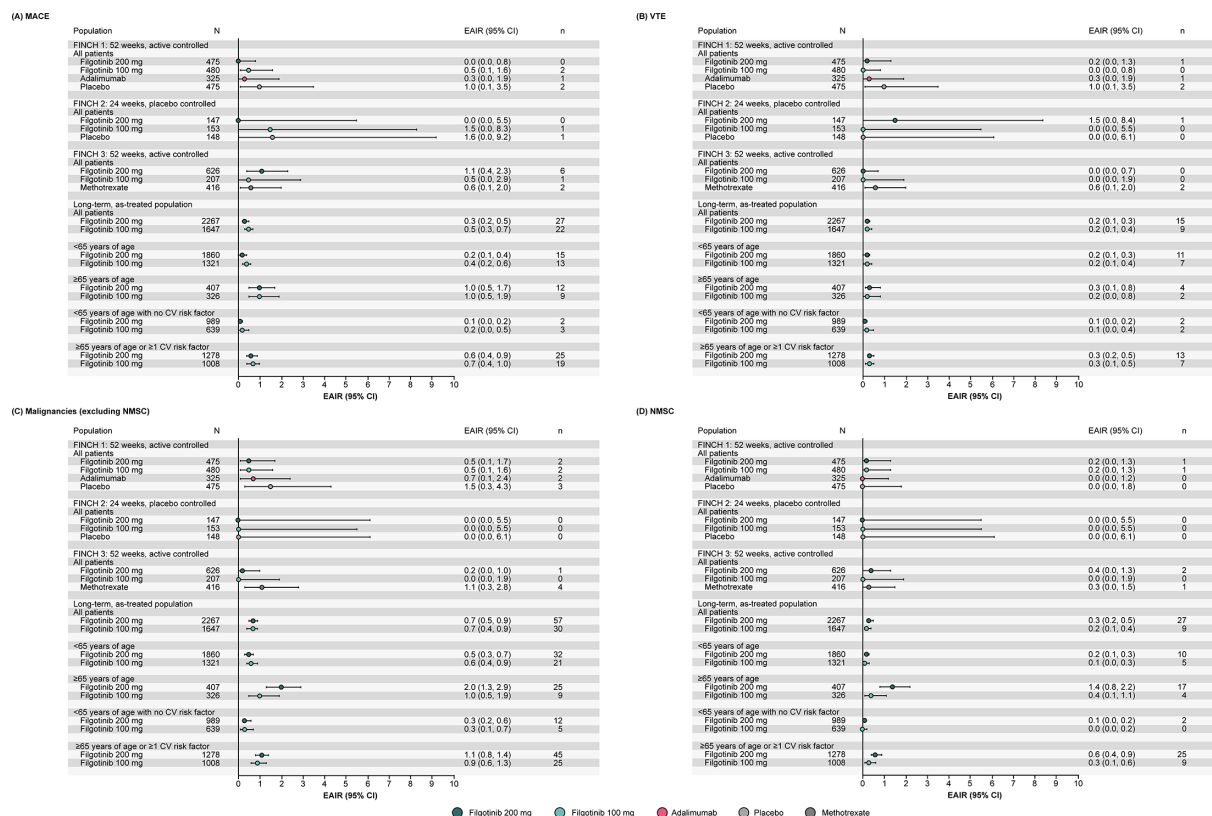 (A) MACE
Population N EAIR (95% CI) n
FINCH 1: 52 weeks, active controlled
All patients
Filgotinib 200 mg 475 0.0 (0.0, 0.8) 0
Filgotinib 100 mg 480 0.5 (0.1, 1.6) 2
Adalimumab 325 0.3 (0.0, 1.9) 1
Placebo 475 1.0 (0.1, 3.5) 2
FINCH 2: 24 weeks, placebo controlled
All patients
Filgotinib 200 mg 147 0.0 (0.0, 5.5) 0
Filgotinib 100 mg 153 1.5 (0.0, 8.3) 1
Placebo 148 1.6 (0.0, 9.2) 1
FINCH 3: 52 weeks, active controlled
All patients
Filgotinib 200 mg 626 1.1 (0.4, 2.3) 6
Filgotinib 100 mg 207 0.5 (0.0, 2.9) 1
Methotrexate 416 0.6 (0.1, 2.0) 2
Long-term, as-treated population
All patients
Filgotinib 200 mg 2267 0.3 (0.2, 0.5) 27
Filgotinib 100 mg 1647 0.5 (0.3, 0.7) 22
<65 years of age
Filgotinib 200 mg 1860 0.2 (0.1, 0.4) 15
Filgotinib 100 mg 1321 0.4 (0.2, 0.6) 13
≥65 years of age
Filgotinib 200 mg 407 1.0 (0.5, 1.7) 12
Filgotinib 100 mg 326 1.0 (0.5, 1.9) 9
<65 years of age with no CV risk factor
Filgotinib 200 mg 989 0.1 (0.0, 0.2) 2
Filgotinib 100 mg 639 0.2 (0.0, 0.5) 3
≥65 years of age or ≥1 CV risk factor
Filgotinib 200 mg 1278 0.6 (0.4, 0.9) 25
Filgotinib 100 mg 1008 0.7 (0.4, 1.0) 19
0 1 2 3 4 5 6 7 8 9 10
EAIR (95% CI)
(B) VTE
Population N EAIR (95% CI) n
FINCH 1: 52 weeks, active controlled
All patients
Filgotinib 200 mg 475 0.2 (0.1, 1.3) 1
Filgotinib 100 mg 480 0.0 (0.0, 0.8) 0
Adalimumab 325 0.3 (0.0, 1.9) 1
Placebo 475 1.0 (0.1, 3.5) 2
FINCH 2: 24 weeks, placebo controlled
All patients
Filgotinib 200 mg 147 1.5 (0.0, 8.4) 1
Filgotinib 100 mg 153 0.0 (0.0, 5.5) 0
Placebo 148 0.0 (0.0, 6.1) 0
FINCH 3: 52 weeks, active controlled
All patients
Filgotinib 200 mg 626 0.0 (0.0, 0.7) 0
Filgotinib 100 mg 207 0.0 (0.0, 1.9) 0
Methotrexate 416 0.6 (0.1, 2.0) 2
Long-term, as-treated population
All patients
Filgotinib 200 mg 2267 0.2 (0.1, 0.3) 15
Filgotinib 100 mg 1647 0.2 (0.1, 0.4) 9
<65 years of age
Filgotinib 200 mg 1860 0.2 (0.1, 0.3) 11
Filgotinib 100 mg 1321 0.2 (0.1, 0.4) 7
≥65 years of age
Filgotinib 200 mg 407 0.3 (0.1, 0.8) 4
Filgotinib 100 mg 326 0.2 (0.0, 0.8) 2
<65 years of age with no CV risk factor
Filgotinib 200 mg 989 0.1 (0.0, 0.2) 2
Filgotinib 100 mg 639 0.1 (0.0, 0.4) 2
≥65 years of age or ≥1 CV risk factor
Filgotinib 200 mg 1278 0.3 (0.2, 0.5) 13
Filgotinib 100 mg 1008 0.3 (0.1, 0.5) 7
0 1 2 3 4 5 6 7 8 9 10
EAIR (95% CI)
(C) Malignancies (excluding NMSC)
Population N EAIR (95% CI) n
FINCH 1: 52 weeks, active controlled
All patients
Filgotinib 200 mg 475 0.5 (0.1, 1.7) 2
Filgotinib 100 mg 480 0.5 (0.1, 1.6) 2
Adalimumab 325 0.7 (0.1, 2.4) 2
Placebo 475 1.5 (0.3, 4.3) 3
FINCH 2: 24 weeks, placebo controlled
All patients
Filgotinib 200 mg 147 0.0 (0.0, 5.5) 0
Filgotinib 100 mg 153 0.0 (0.0, 5.5) 0
Placebo 148 0.0 (0.0, 6.1) 0
FINCH 3: 52 weeks, active controlled
All patients
Filgotinib 200 mg 626 0.2 (0.0, 1.0) 1
Filgotinib 100 mg 207 0.0 (0.0, 1.9) 0
Methotrexate 416 1.1 (0.3, 2.8) 4
Long-term, as-treated population
All patients
Filgotinib 200 mg 2267 0.7 (0.5, 0.9) 57
Filgotinib 100 mg 1647 0.7 (0.4, 0.9) 30
<65 years of age
Filgotinib 200 mg 1860 0.5 (0.3, 0.7) 32
Filgotinib 100 mg 1321 0.6 (0.4, 0.9) 21
≥65 years of age
Filgotinib 200 mg 407 2.0 (1.3, 2.9) 25
Filgotinib 100 mg 326 1.0 (0.5, 1.9) 9
<65 years of age with no CV risk factor
Filgotinib 200 mg 989 0.3 (0.2, 0.6) 12
Filgotinib 100 mg 639 0.3 (0.1, 0.7) 5
≥65 years of age or ≥1 CV risk factor
Filgotinib 200 mg 1278 1.1 (0.8, 1.4) 45
Filgotinib 100 mg 1008 0.9 (0.6, 1.3) 25
0 1 2 3 4 5 6 7 8 9 10
EAIR (95% CI)
(D) NMSC
Population N EAIR (95% CI) n
FINCH 1: 52 weeks, active controlled
All patients
Filgotinib 200 mg 475 0.2 (0.0, 1.3) 1
Filgotinib 100 mg 480 0.2 (0.0, 1.3) 1
Adalimumab 325 0.0 (0.0, 1.2) 0
Placebo 475 0.0 (0.0, 1.8) 0
FINCH 2: 24 weeks, placebo controlled
All patients
Filgotinib 200 mg 147 0.0 (0.0, 5.5) 0
Filgotinib 100 mg 153 0.0 (0.0, 5.5) 0
Placebo 148 0.0 (0.0, 6.1) 0
FINCH 3: 52 weeks, active controlled
All patients
Filgotinib 200 mg 626 0.4 (0.0, 1.3) 2
Filgotinib 100 mg 207 0.0 (0.0, 1.9) 0
Methotrexate 416 0.3 (0.0, 1.5) 1
Long-term, as-treated population
All patients
Filgotinib 200 mg 2267 0.3 (0.2, 0.5) 27
Filgotinib 100 mg 1647 0.2 (0.1, 0.4) 9
<65 years of age
Filgotinib 200 mg 1860 0.2 (0.1, 0.3) 10
Filgotinib 100 mg 1321 0.1 (0.0, 0.3) 5
≥65 years of age
Filgotinib 200 mg 407 1.4 (0.8, 2.2) 17
Filgotinib 100 mg 326 0.4 (0.1, 1.1) 4
<65 years of age with no CV risk factor
Filgotinib 200 mg 989 0.1 (0.0, 0.2) 2
Filgotinib 100 mg 639 0.0 (0.0, 0.2) 0
≥65 years of age or ≥1 CV risk factor
Filgotinib 200 mg 1278 0.6 (0.4, 0.9) 25
Filgotinib 100 mg 1008 0.3 (0.1, 0.6) 9
0 1 2 3 4 5 6 7 8 9 10
EAIR (95% CI)
Filgotinib 200 mg Filgotinib 100 mg Adalimumab Placebo Methotrexate